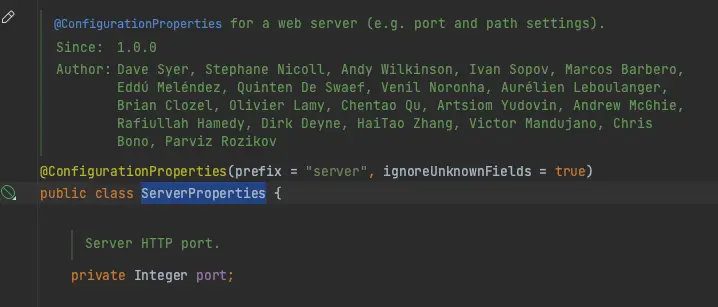 @ConfigurationProperties for a web server (e.g. port and path settings).
Since: 1.0.0
Author: Dave Syer, Stephane Nicoll, Andy Wilkinson, Ivan Sopov, Marcos Barbero,
Eddú Meléndez, Quinten De Swaef, Venil Noronha, Aurélien Leboulanger,
Brian Clozel, Olivier Lamy, Chentao Qu, Artsiom Yudovin, Andrew McGhie,
Rafiullah Hamedy, Dirk Deyne, HaiTao Zhang, Victor Mandujano, Chris
Bono, Parviz Rozikov
@ConfigurationProperties(prefix = "server", ignoreUnknownFields = true)
public class ServerProperties {
Server HTTP port.
private Integer port;